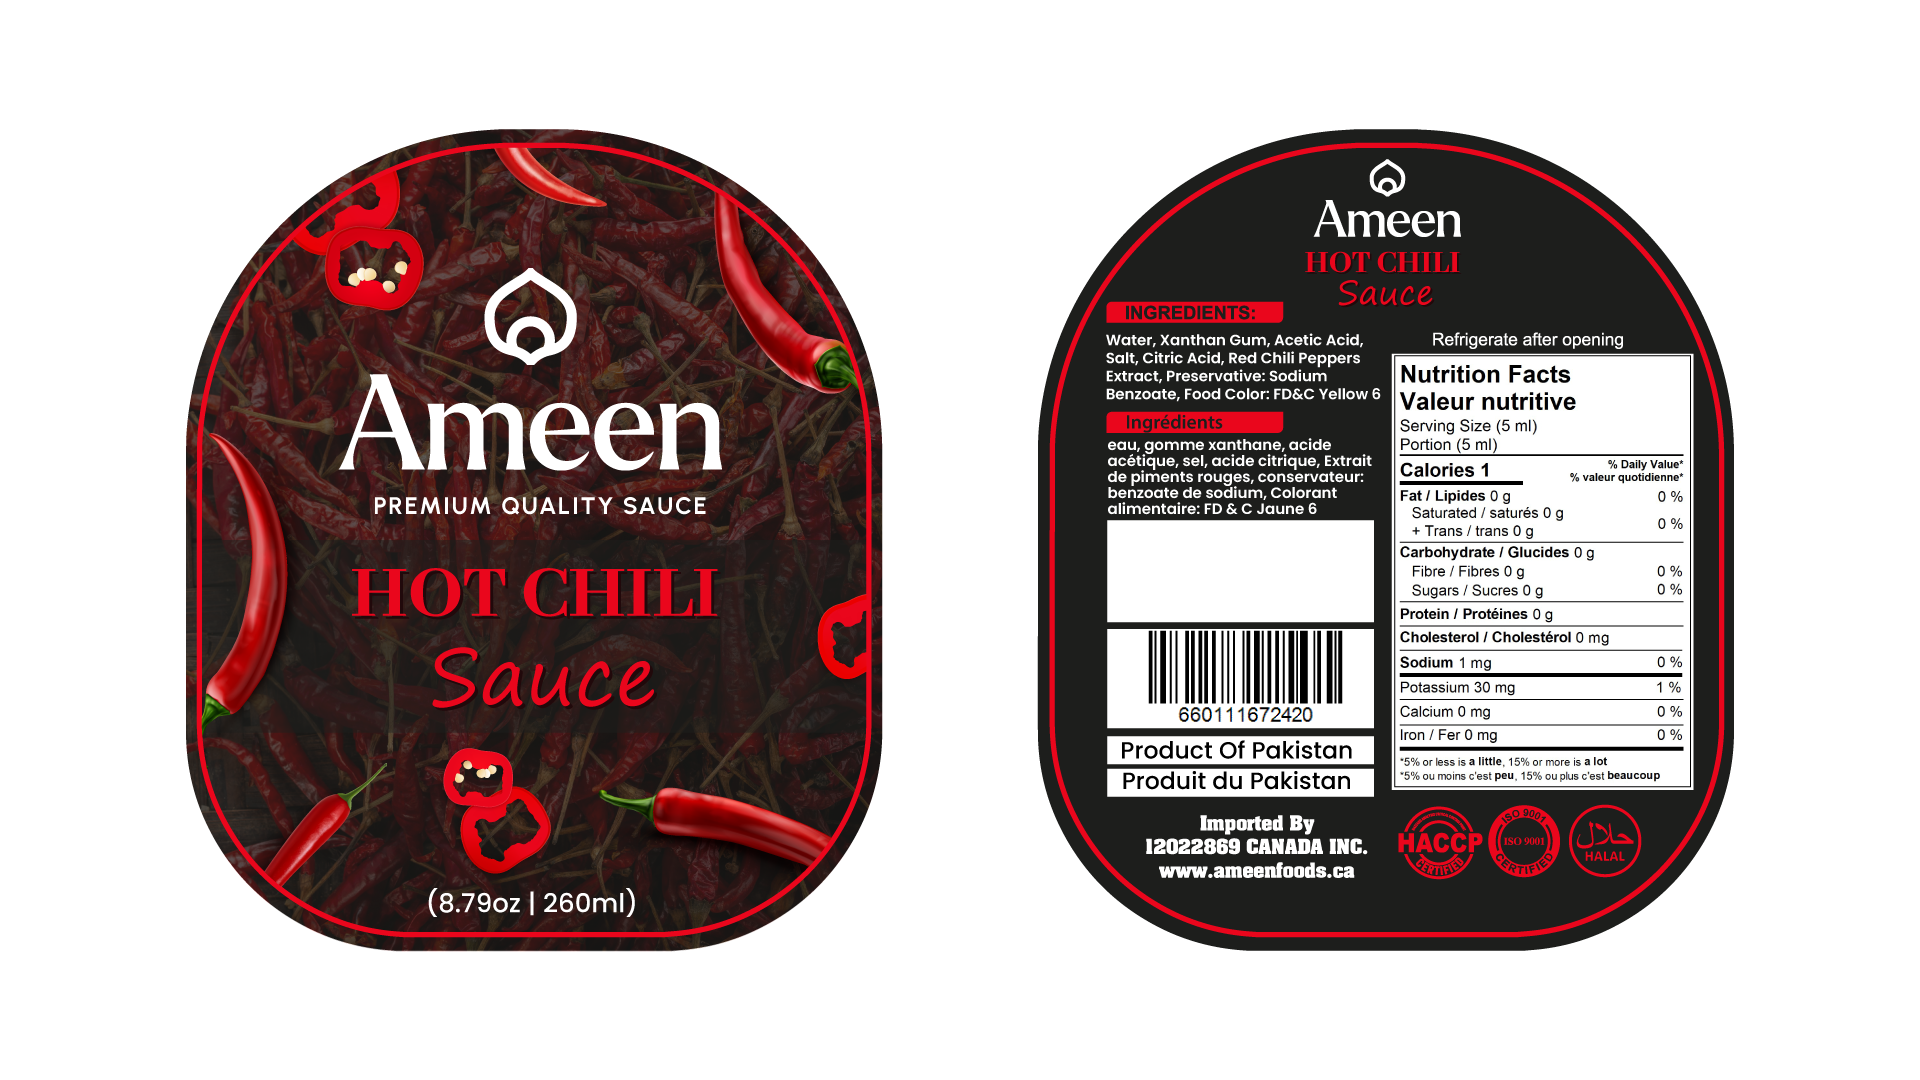 Ameen
PREMIUM QUALITY SAUCE
HOT CHILI
Sauce
(8.79oz | 260ml)
Ameen
HOT CHILI
Sauce
INGREDIENTS:
Water, Xanthan Gum, Acetic Acid,
Salt, Citric Acid, Red Chili Peppers
Extract, Preservative: Sodium
Benzoate, Food Color: FD&C Yellow 6
Ingrédients
eau, gomme xanthane, acide
acétique, sel, acide citrique, Extrait
de piments rouges, conservateur:
benzoate de sodium, Colorant
alimentaire: FD & C Jaune 6
660111672420
Product Of Pakistan
Produit du Pakistan
Imported By
12022869 CANADA INC.
www.ameenfoods.ca
Refrigerate after opening
Nutrition Facts
Valeur nutritive
Serving Size (5 ml)
Portion (5 ml)
Calories 1
% Daily Value*
% valeur quotidienne*
Fat / Lipides 0 g 0 %
Saturated / saturés 0 g
+ Trans / trans 0 g 0 %
Carbohydrate / Glucides 0 g
Fibre / Fibres 0 g 0 %
Sugars / Sucres 0 g 0 %
Protein / Protéines 0 g
Cholesterol / Cholestérol 0 mg
Sodium 1 mg 0 %
Potassium 30 mg 1 %
Calcium 0 mg 0 %
Iron / Fer 0 mg 0 %
*5% or less is a little, 15% or more is a lot
*5% ou moins c'est peu, 15% ou plus c'est beaucoup
HACCP
CERTIFIED
ISO 9001
ISO 9001
CERTIFIED
حلال
HALAL